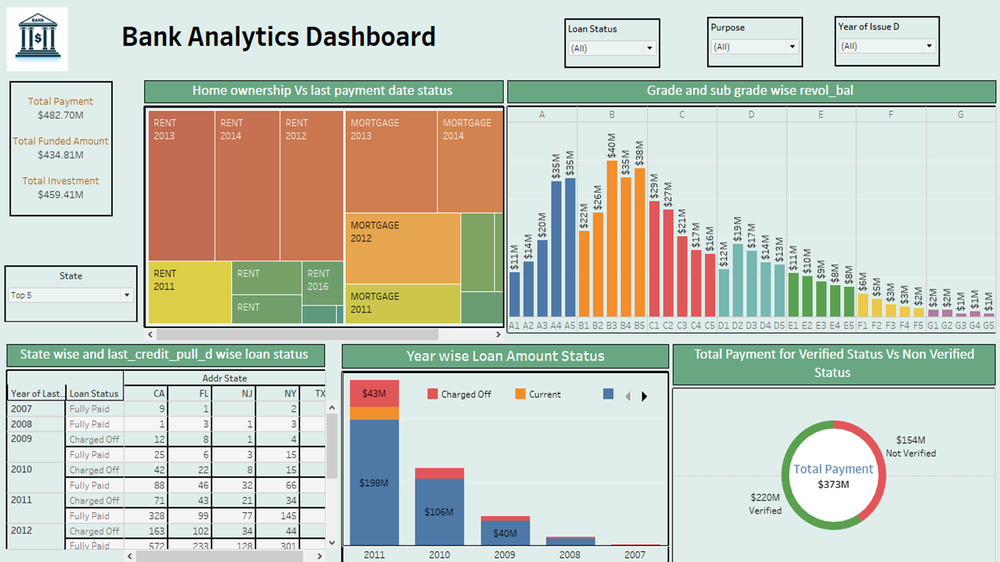 BANK
$
Bank Analytics Dashboard
Loan Status
(All)
Purpose
(All)
Year of Issue D
(All)
Total Payment
$482.70M
Total Funded Amount
$434.81M
Total Investment
$459.41M
State
Top 5
Home ownership Vs last payment date status
RENT
2013
RENT
2014
RENT
2012
MORTGAGE
2013
MORTGAGE
2014
MORTGAGE
2012
RENT
2011
RENT
RENT
RENT
2016
MORTGAGE
2011
Grade and sub grade wise revol_bal
A B C D E F G
$11M $14M $20M $35M $35M $22M $26M $40M $35M $38M $29M $27M $21M $17M $16M $12M $19M $17M $14M $13M $11M $10M $9M $8M $8M $6M $5M $3M $3M $2M $2M $2M $1M $1M $1M
A1 A2 A3 A4 A5 B1 B2 B3 B4 B5 C1 C2 C3 C4 C5 D1 D2 D3 D4 D5 E1 E2 E3 E4 E5 F1 F2 F3 F4 F5 G1 G2 G3 G4 G5
State wise and last_credit_pull_d wise loan status
Addr State
Year of Last.. Loan Status CA FL NJ NY TX
2007 Fully Paid 9 1 2
2008 Fully Paid 1 3 1 3
2009 Charged Off 12 8 1 4
Fully Paid 25 6 3 15
2010 Charged Off 42 22 8 15
Fully Paid 88 46 32 66
2011 Charged Off 71 43 21 34
Fully Paid 328 99 77 145
2012 Charged Off 163 102 34 44
Fully Paid 572 233 128 301
Year wise Loan Amount Status
Charged Off Current
$43M
$198M
$106M
$40M
2011 2010 2009 2008 2007
Total Payment for Verified Status Vs Non Verified
Status
$154M
Not Verified
Total Payment
$373M
$220M
Verified